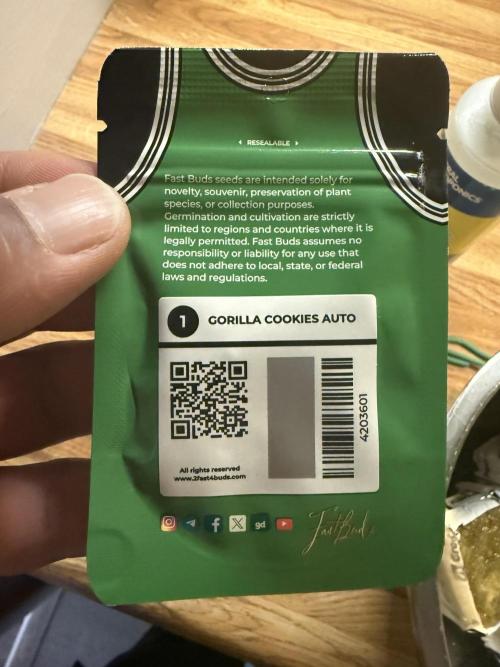 RESEALABLE
Fast Buds seeds are intended solely for
novelty, souvenir, preservation of plant
species, or collection purposes.
Germination and cultivation are strictly
limited to regions and countries where it is
legally permitted. Fast Buds assumes no
responsibility or liability for any use that
does not adhere to local, state, or federal
laws and regulations.
1 GORILLA COOKIES AUTO
4203601
All rights reserved
www.2fast4buds.com
gd
FastBuds